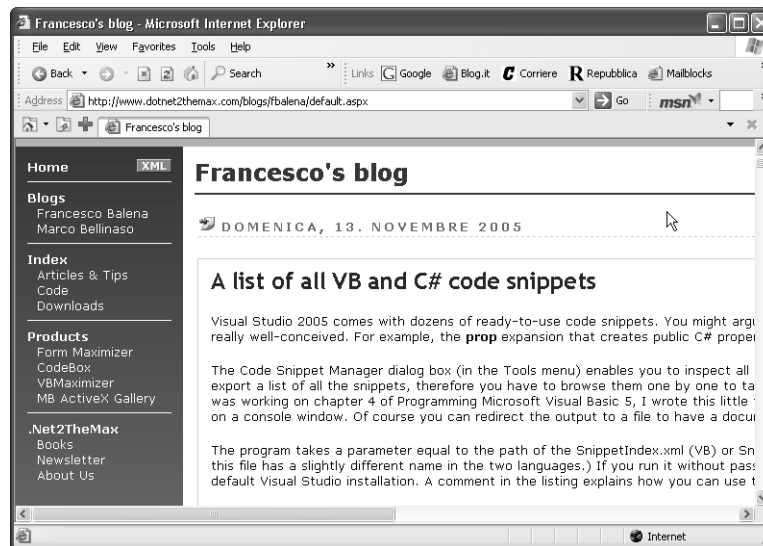 Francesco's blog - Microsoft Internet Explorer
File Edit View Favorites Tools Help
Back Search » Links Google Blog.it Corriere Repubblica Mailblocks
Address http://www.dotnet2themax.com/blogs/fbalena/default.aspx Go msn
Francesco's blog
Home XML
Blogs
Francesco Balena
Marco Bellinaso
Index
Articles & Tips
Code
Downloads
Products
Form Maximizer
CodeBox
VBMaximizer
MB ActiveX Gallery
.Net2TheMax
Books
Newsletter
About Us
Francesco's blog
DOMENICA, 13. NOVEMBRE 2005
A list of all VB and C# code snippets
Visual Studio 2005 comes with dozens of ready-to-use code snippets. You might argu
really well-conceived. For example, the prop expansion that creates public C# proper
The Code Snippet Manager dialog box (in the Tools menu) enables you to inspect all
export a list of all the snippets, therefore you have to browse them one by one to ta
was working on chapter 4 of Programming Microsoft Visual Basic 5, I wrote this little
on a console window. Of course you can redirect the output to a file to have a docu
The program takes a parameter equal to the path of the SnippetIndex.xml (VB) or Sn
this file has a slightly different name in the two languages.) If you run it without pass
default Visual Studio installation. A comment in the listing explains how you can use t
Internet